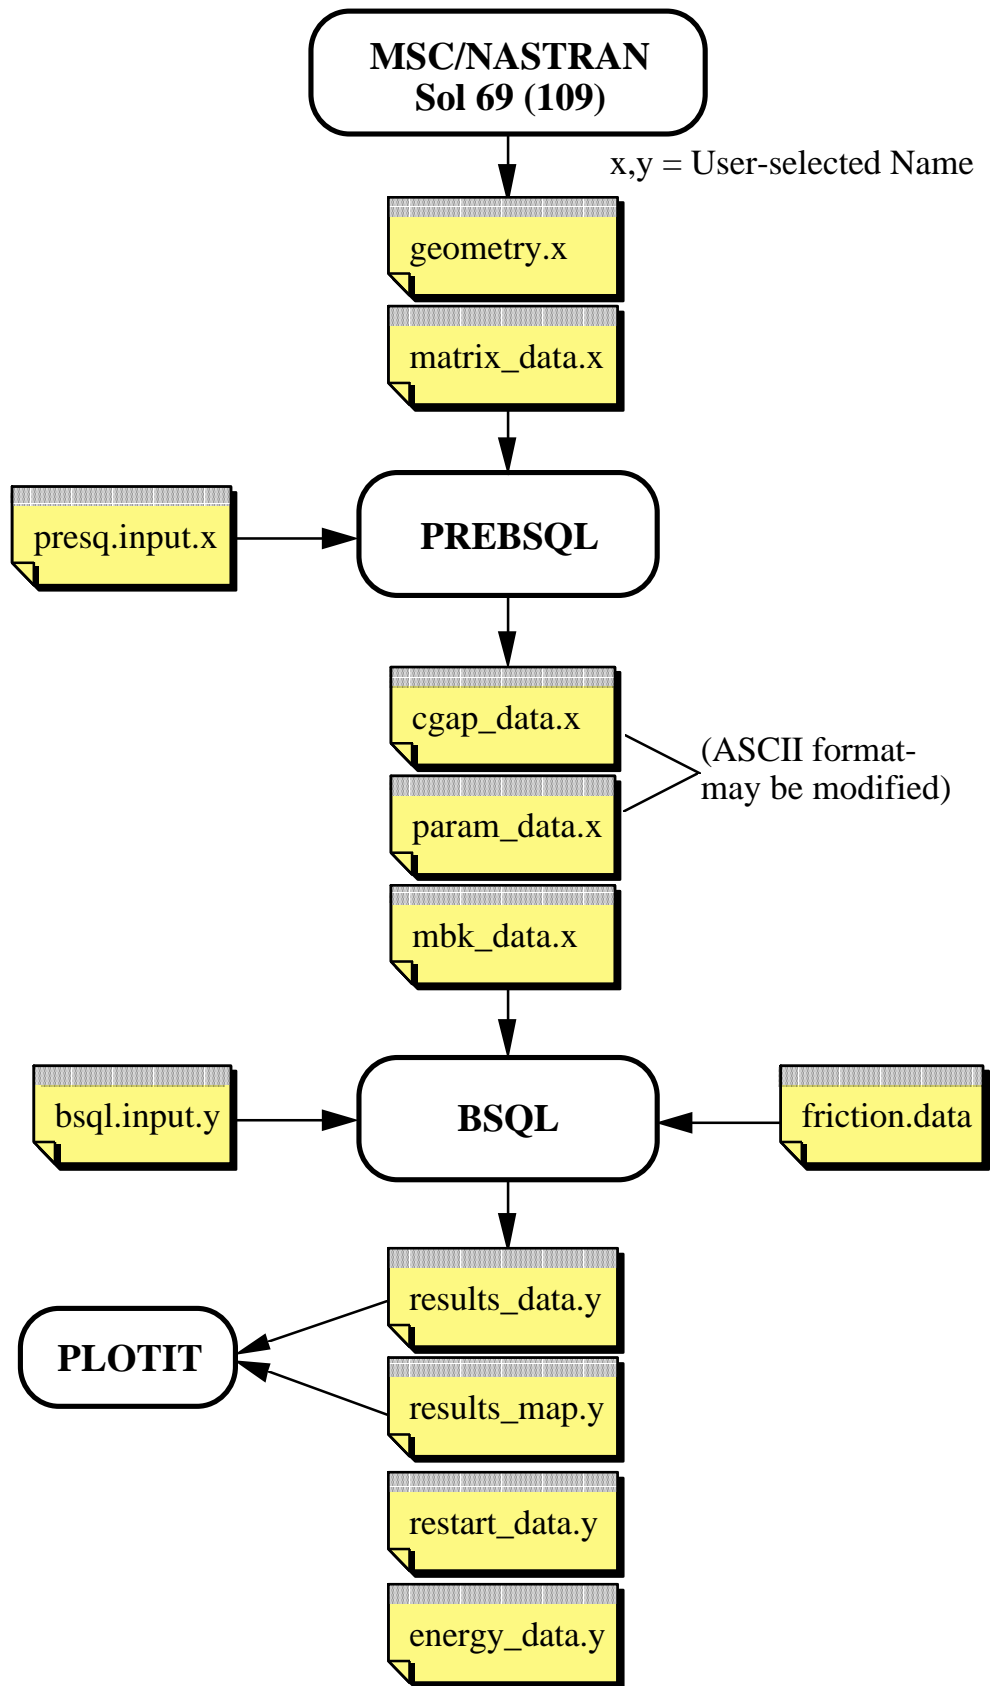 MSC/NASTRAN
Sol 69 (109)
x,y = User-selected Name
geometry.x
matrix_data.x
presq.input.x
PREBSQL
cgap_data.x
(ASCII format-
may be modified)
param_data.x
mbk_data.x
bsql.input.y
BSQL
friction.data
results_data.y
PLOTIT
results_map.y
restart_data.y
energy_data.y